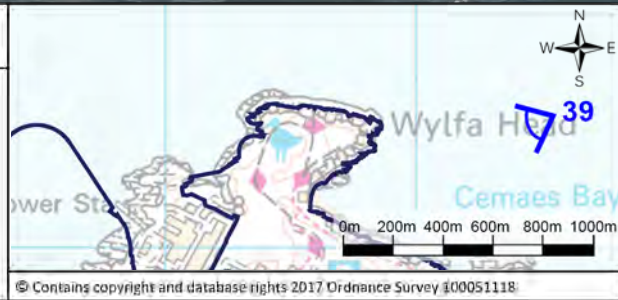 N
W E
S
39
Wylfa Head
ower Sta
Cemaes Bay
0m 200m 400m 600m 800m 1000m
© Contains copyright and database rights 2017 Ordnance Survey 100051118